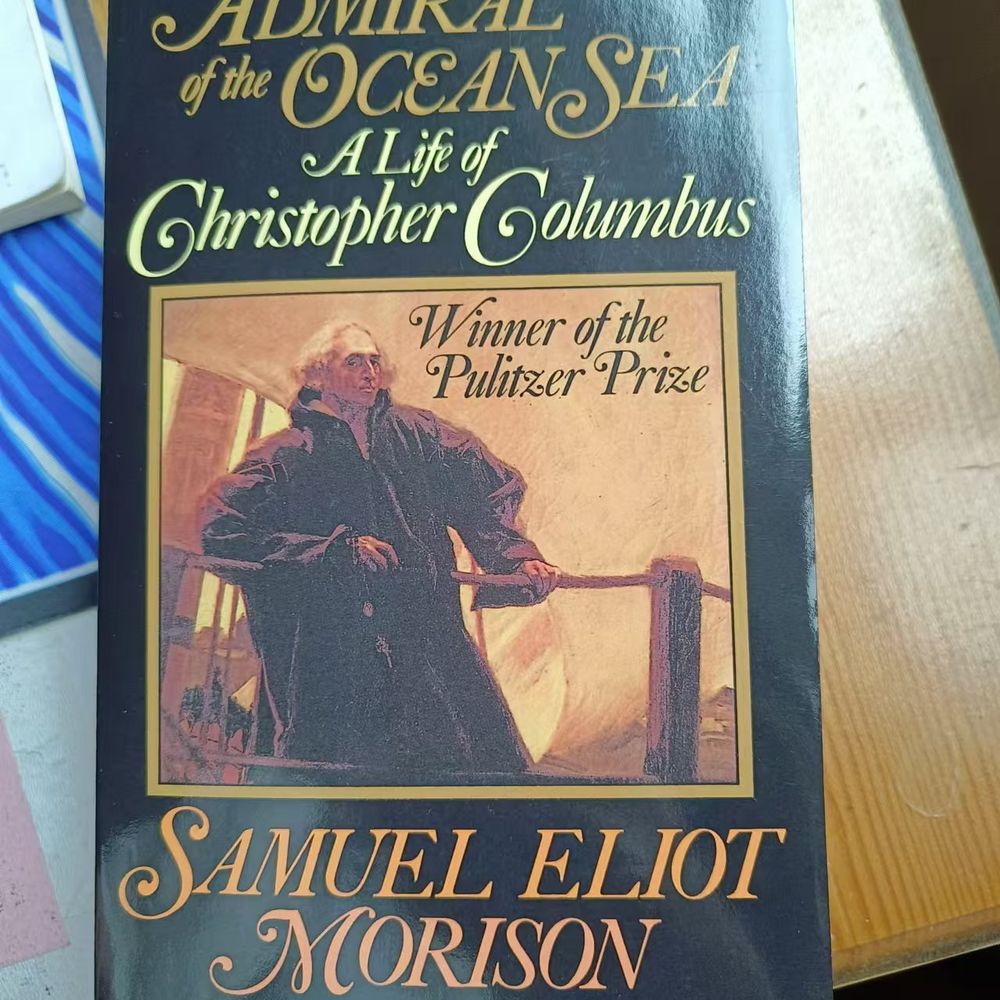 ADMIRAL
of the OCEAN SEA
A Life of
Christopher Columbus
Winner of the
Pulitzer Prize
SAMUEL ELIOT
MORISON